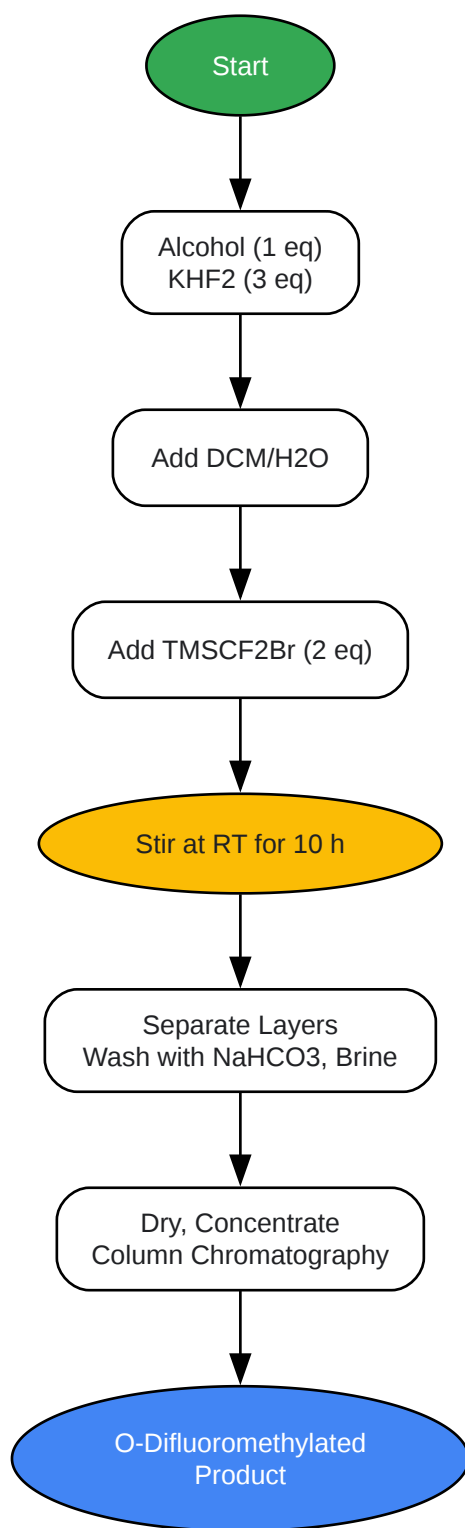 Start
Alcohol (1 eq)
KHF2 (3 eq)
Add DCM/H2O
Add TMSCF2Br (2 eq)
Stir at RT for 10 h
Separate Layers
Wash with NaHCO3, Brine
Dry, Concentrate
Column Chromatography
O-Difluoromethylated
Product